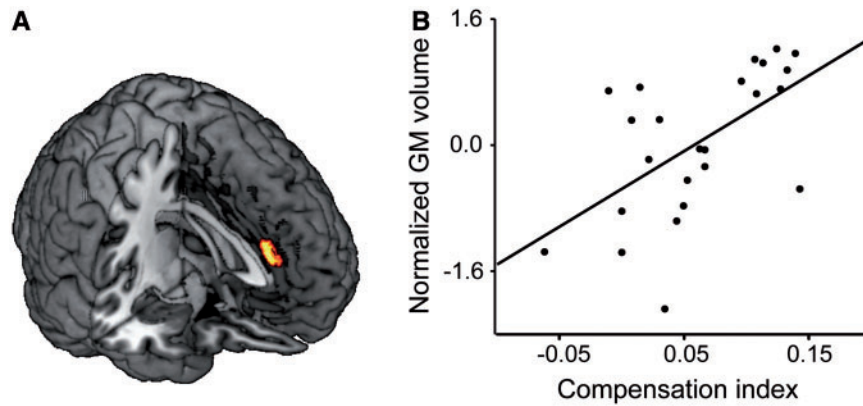 A
B
Normalized GM volume
1.6
0.0
-1.6
-0.05
0.05
0.15
Compensation index